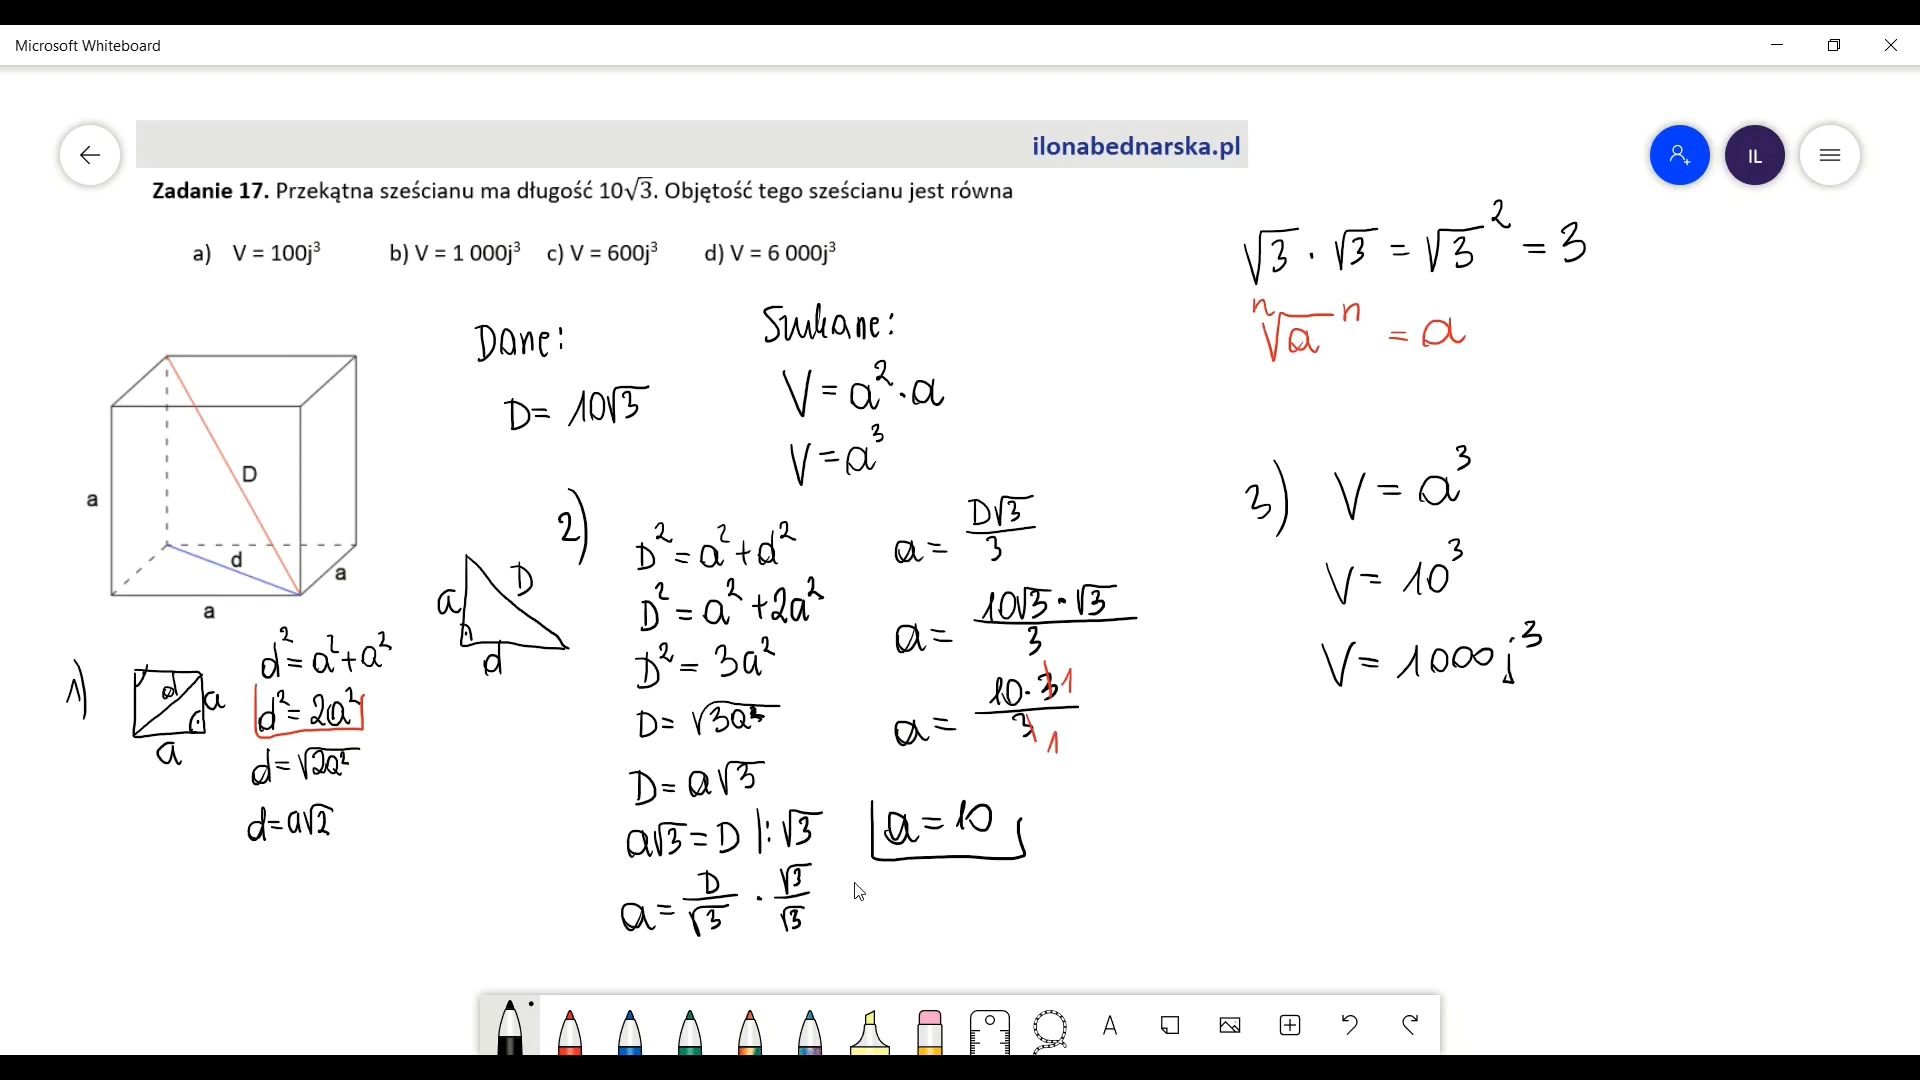 Microsoft Whiteboard
ilonabednarska.pl
IL
Zadanie 17. Przekątna sześcianu ma długość 10√3. Objętość tego sześcianu jest równa
a) V = 100j³ b) V = 1 000j³ c) V = 600j³ d) V = 6 000j³
Dane:
D= 10√3
Szukane:
V = a²·a
V = a³
a
D
d
a
a
1)
d
a
a
d² = a²+a²
d² = 2a²
d = √2a²
d = a√2
2)
a
D
d
D² = a² + d²
D² = a² + 2a²
D² = 3a²
D = √3a²
D = a√3
a√3 = D |:√3
a = D/√3 · √3/√3
a = D√3/3
a = 10√3·√3/3
a = 10·3/3
1
1
a = 10
√3 · √3 = √3² = 3
ⁿ√aⁿ = a
3) V = a³
V = 10³
V = 1000j³
A